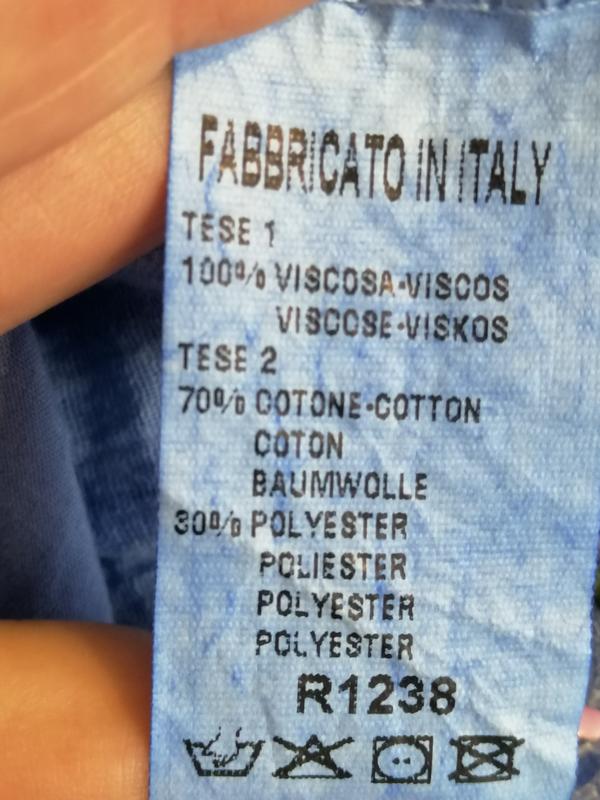 FABBRICATO IN ITALY
TESE 1
100% VISCOSA-VISCOS
VISCOSE-VISKOS
TESE 2
70% COTONE-COTTON
COTON
BAUMWOLLE
30% POLYESTER
POLIESTER
POLYESTER
POLYESTER
R1238